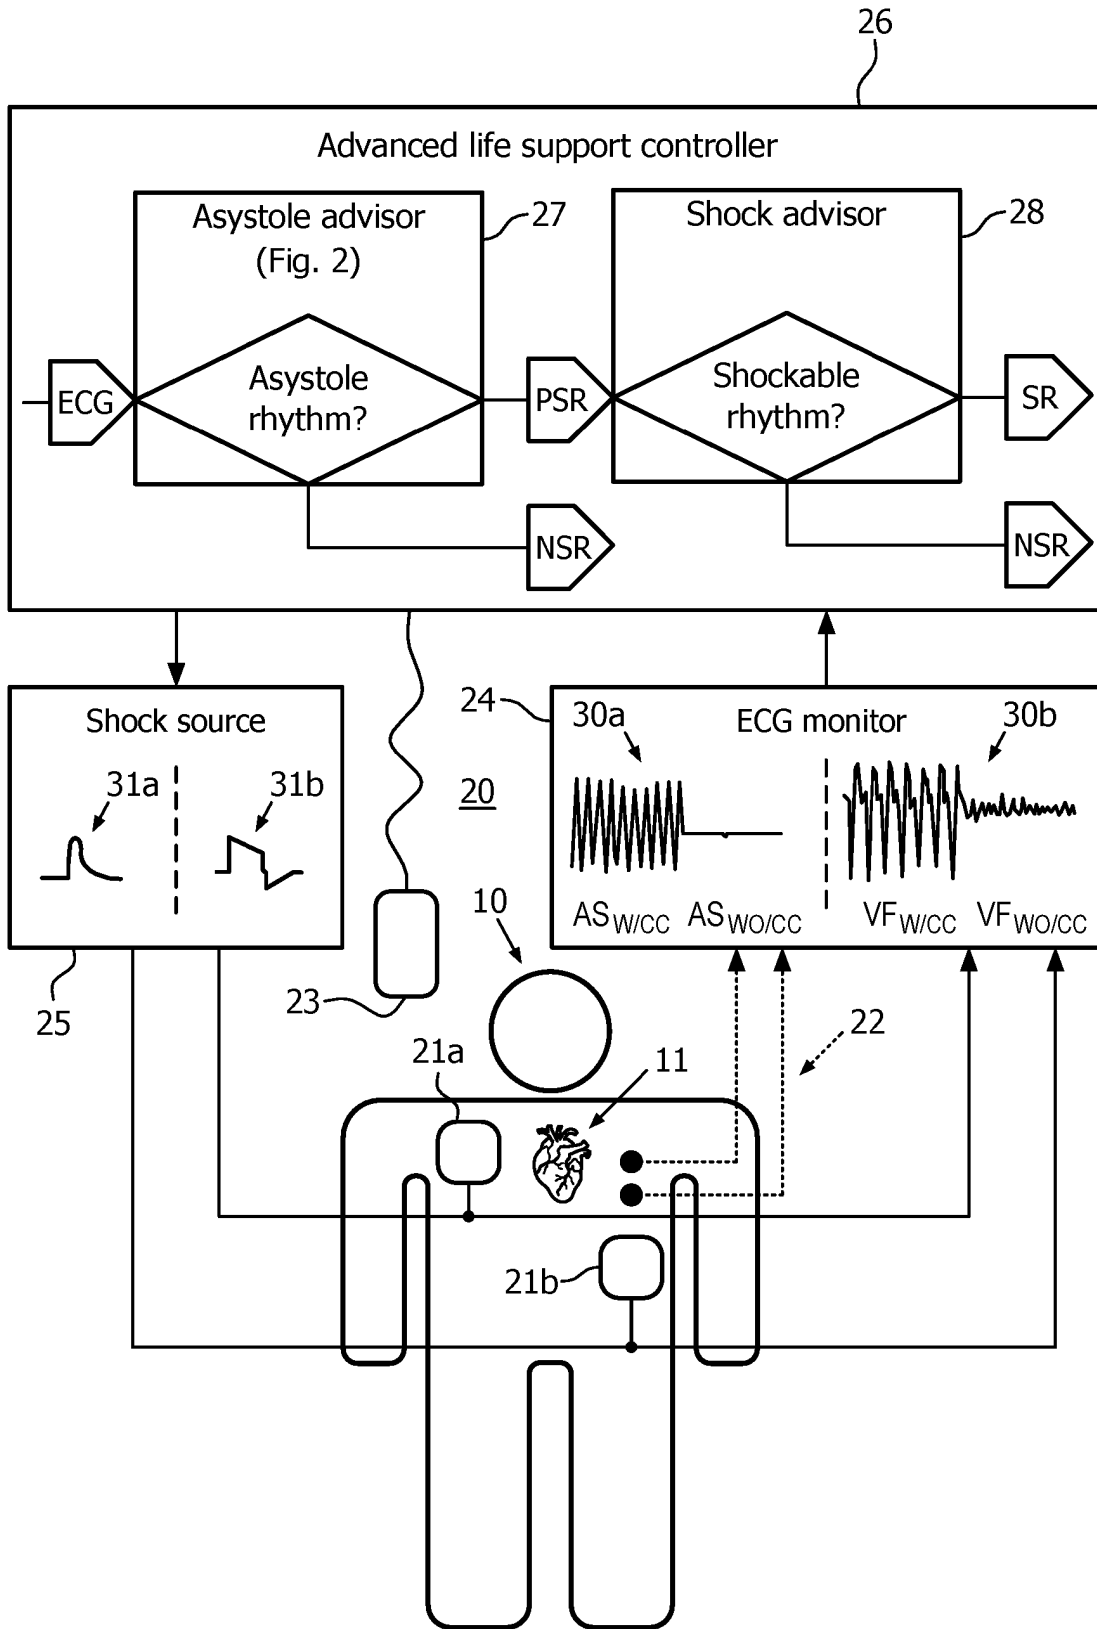 26
Advanced life support controller
Asystole advisor
(Fig. 2)
27
Shock advisor
28
ECG
Asystole
rhythm?
PSR
Shockable
rhythm?
SR
NSR
NSR
Shock source
31a
31b
25
23
20
24
ECG monitor
30a
30b
AS W/CC
AS WO/CC
VF W/CC
VF WO/CC
10
22
21a
11
21b